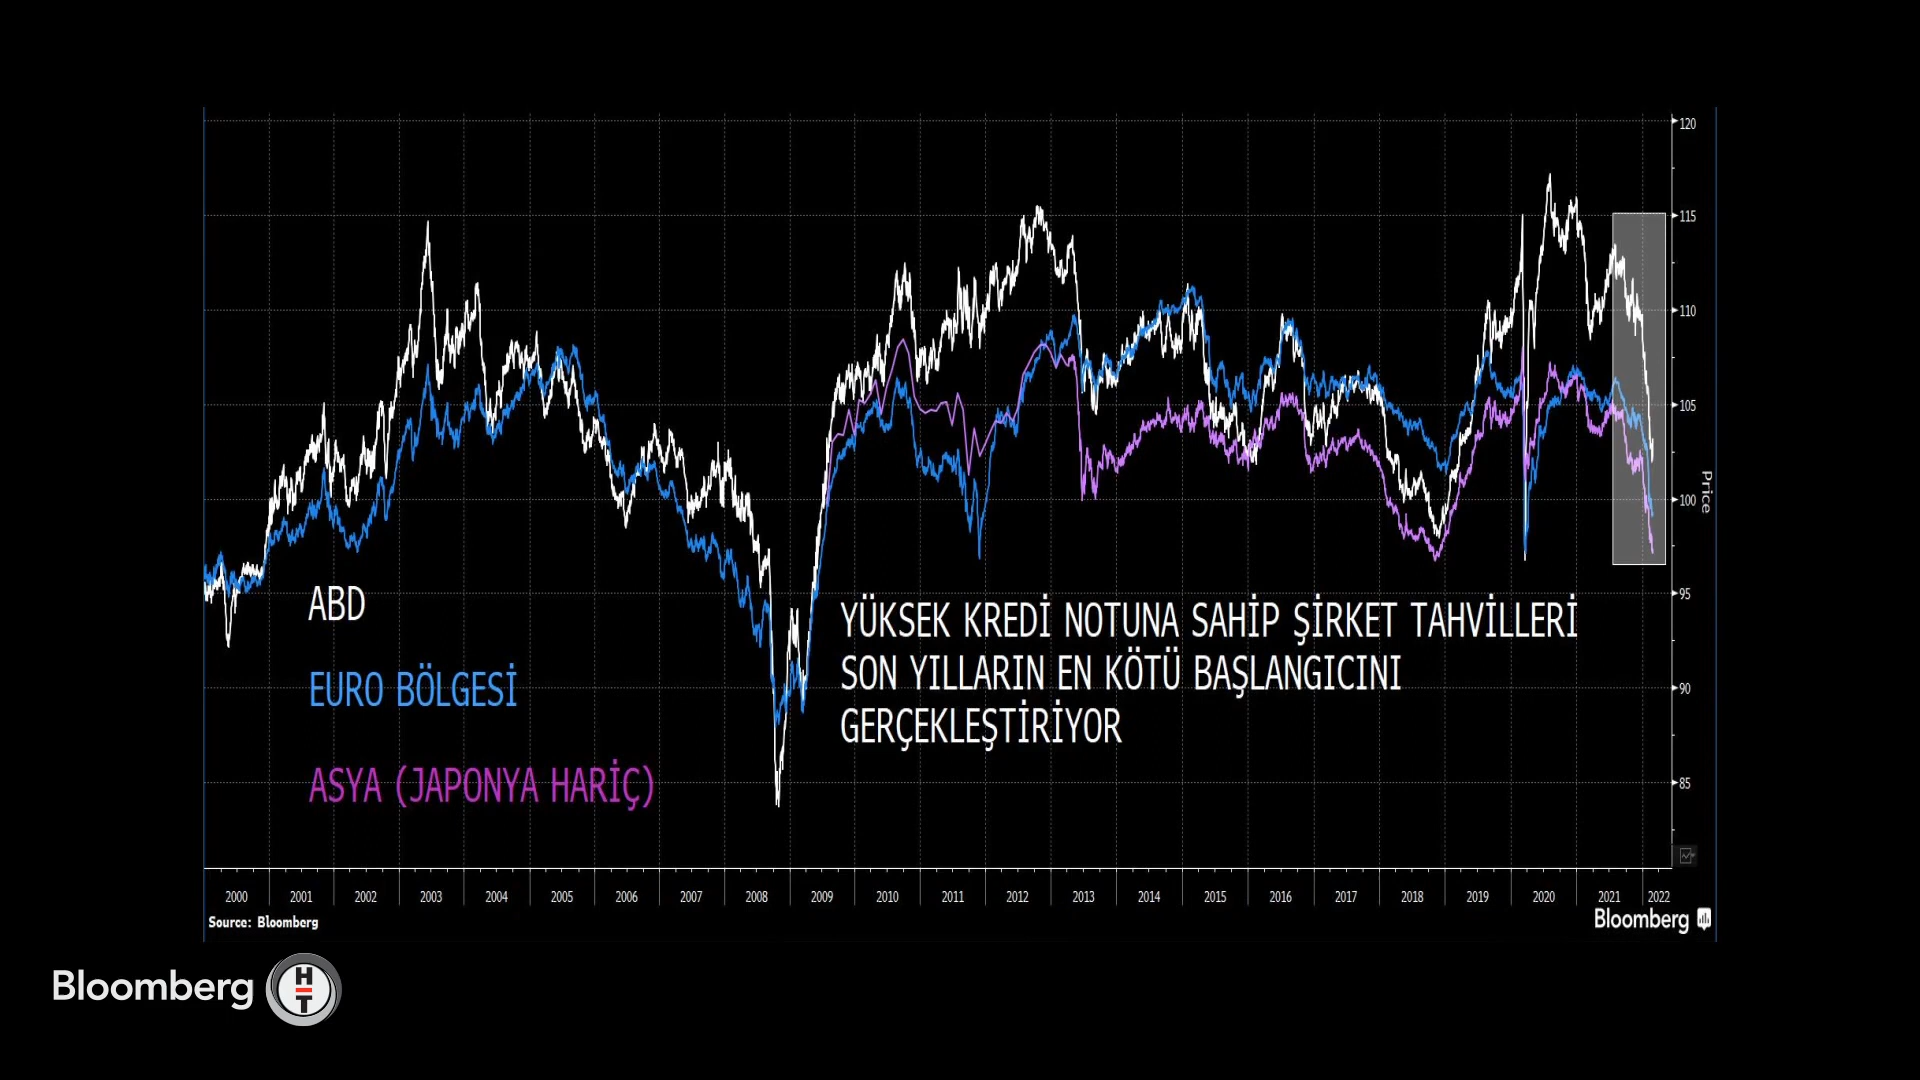 120
115
110
105
100
95
90
85
Price
ABD
EURO BÖLGESİ
ASYA (JAPONYA HARİÇ)
YÜKSEK KREDİ NOTUNA SAHİP ŞİRKET TAHVİLLERİ
SON YILLARIN EN KÖTÜ BAŞLANGICINI
GERÇEKLEŞTİRİYOR
2000 2001 2002 2003 2004 2005 2006 2007 2008 2009 2010 2011 2012 2013 2014 2015 2016 2017 2018 2019 2020 2021 2022
Source: Bloomberg
Bloomberg
Bloomberg HT